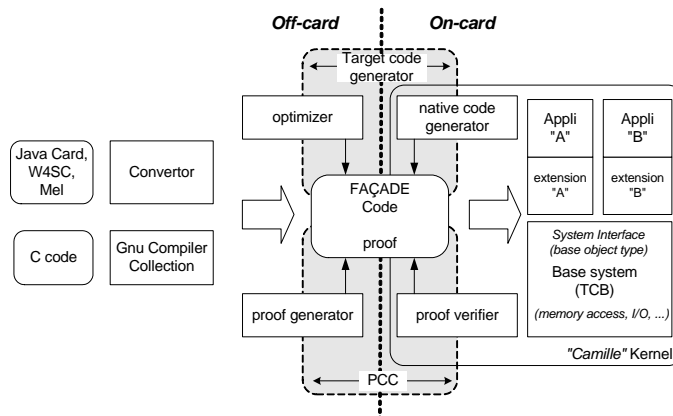 Off-card
On-card
Target code
generator
optimizer
native code
generator
Appli
"A"
Appli
"B"
extension
"A"
extension
"B"
Java Card,
W4SC,
Mel
Convertor
FAÇADE
Code
proof
C code
Gnu Compiler
Collection
System Interface
(base object type)
Base system
(TCB)
(memory access, I/O, ...)
proof generator
proof verifier
"Camille" Kernel
PCC